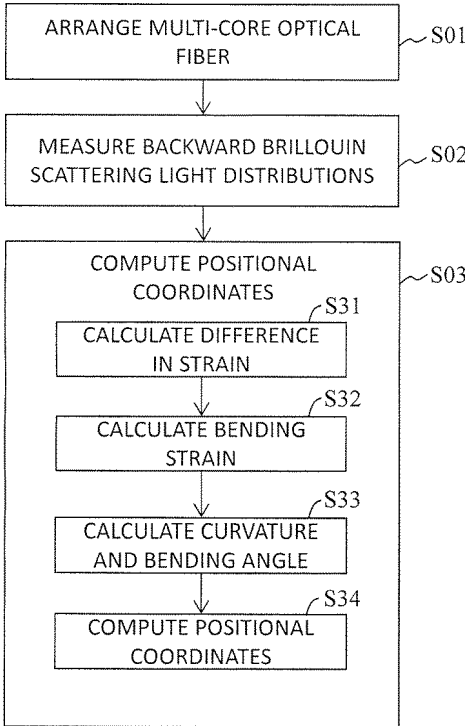 ARRANGE MULTI-CORE OPTICAL
FIBER
S01
MEASURE BACKWARD BRILLOUIN
SCATTERING LIGHT DISTRIBUTIONS
S02
COMPUTE POSITIONAL
COORDINATES
S03
S31
CALCULATE DIFFERENCE
IN STRAIN
S32
CALCULATE BENDING
STRAIN
S33
CALCULATE CURVATURE
AND BENDING ANGLE
S34
COMPUTE POSITIONAL
COORDINATES